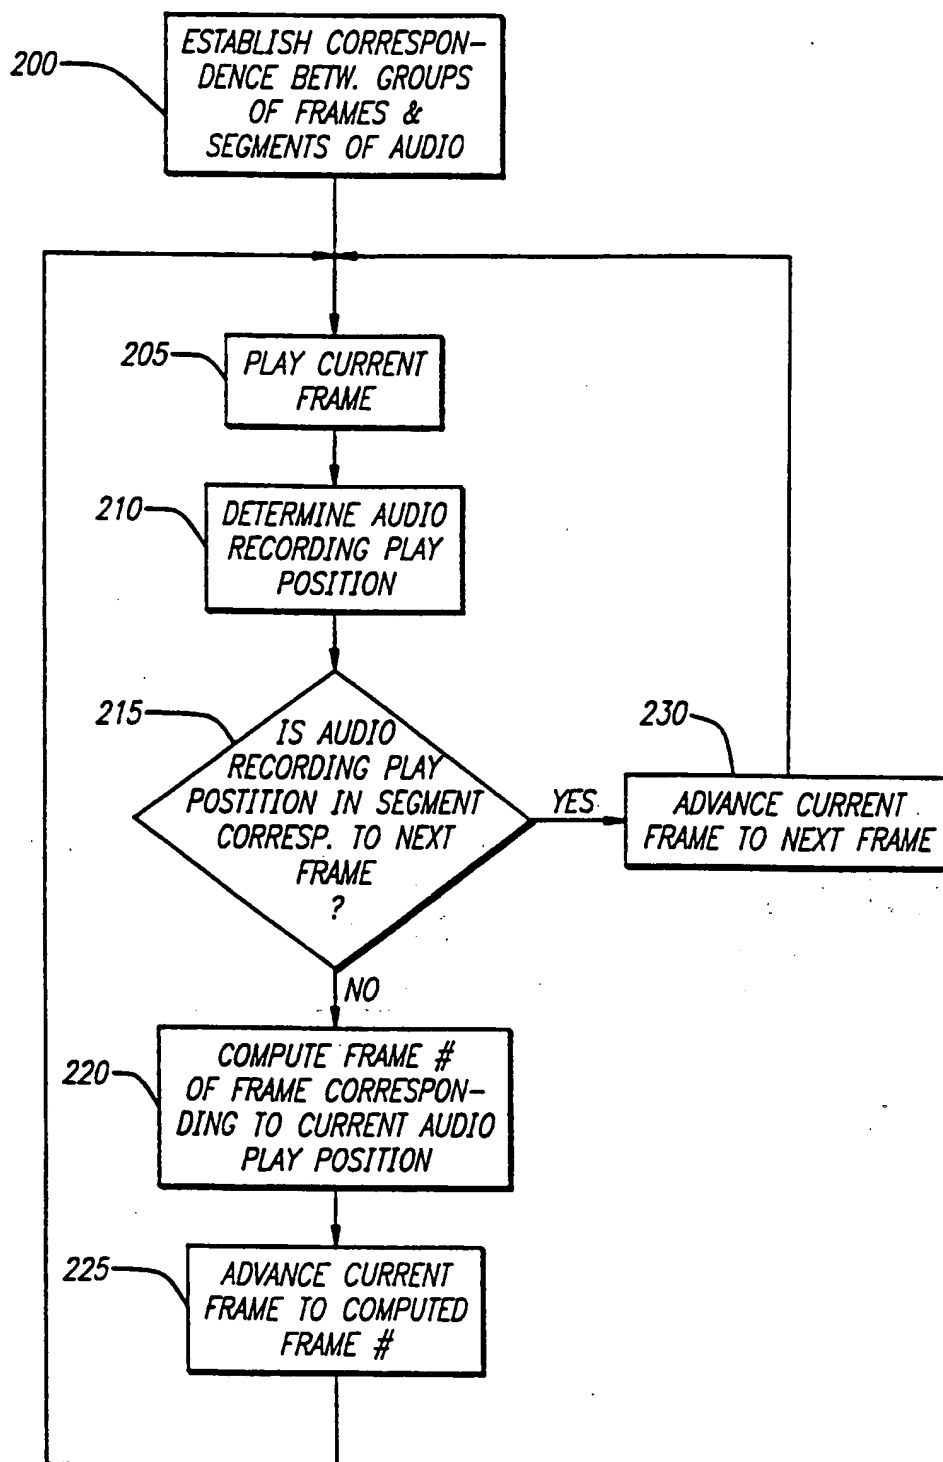 200
ESTABLISH CORRESPON-
DENCE BETW. GROUPS
OF FRAMES &
SEGMENTS OF AUDIO
205
PLAY CURRENT
FRAME
210
DETERMINE AUDIO
RECORDING PLAY
POSITION
215
IS AUDIO
RECORDING PLAY
POSTITION IN SEGMENT
CORRESP. TO NEXT
FRAME
?
YES
230
ADVANCE CURRENT
FRAME TO NEXT FRAME
NO
220
COMPUTE FRAME #
OF FRAME CORRESPON-
DING TO CURRENT AUDIO
PLAY POSITION
225
ADVANCE CURRENT
FRAME TO COMPUTED
FRAME #